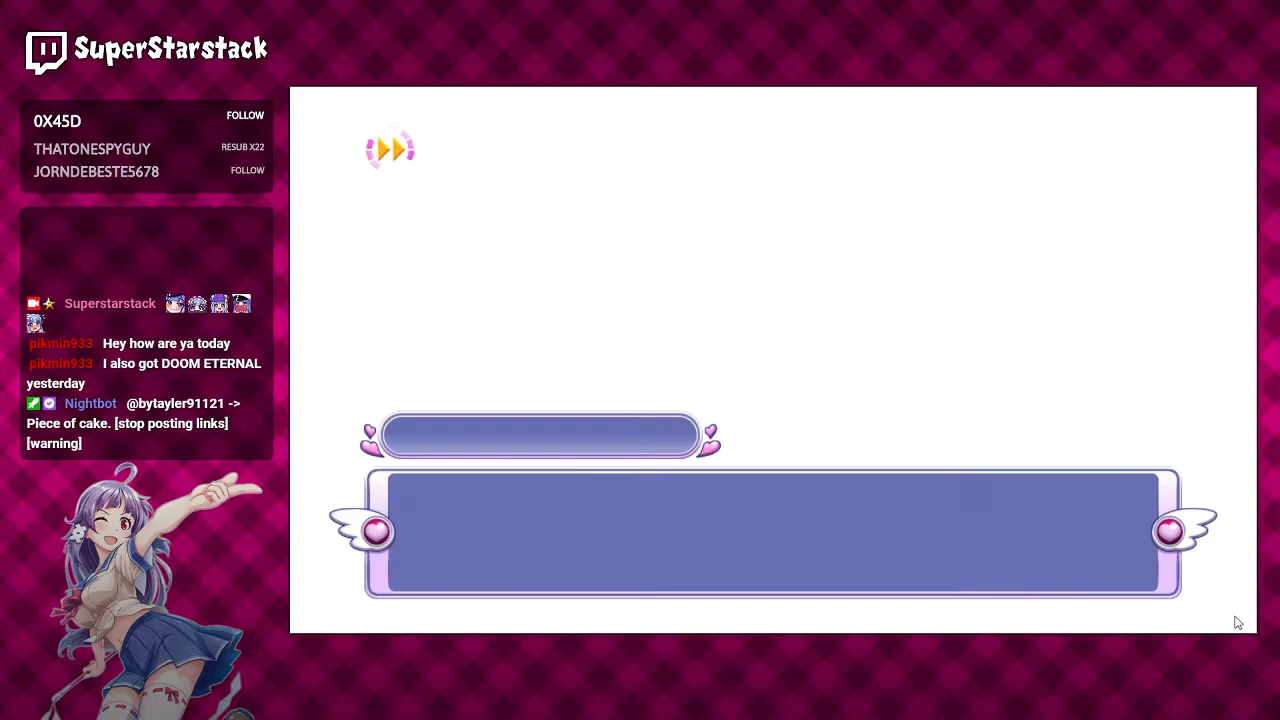 SuperStarstack
0X45D FOLLOW
THATONESPYGUY RESUB X22
JORNDEBESTE5678 FOLLOW
Superstarstack
pikmin933 Hey how are ya today
pikmin933 I also got DOOM ETERNAL
yesterday
Nightbot @bytayler91121 ->
Piece of cake. [stop posting links]
[warning]